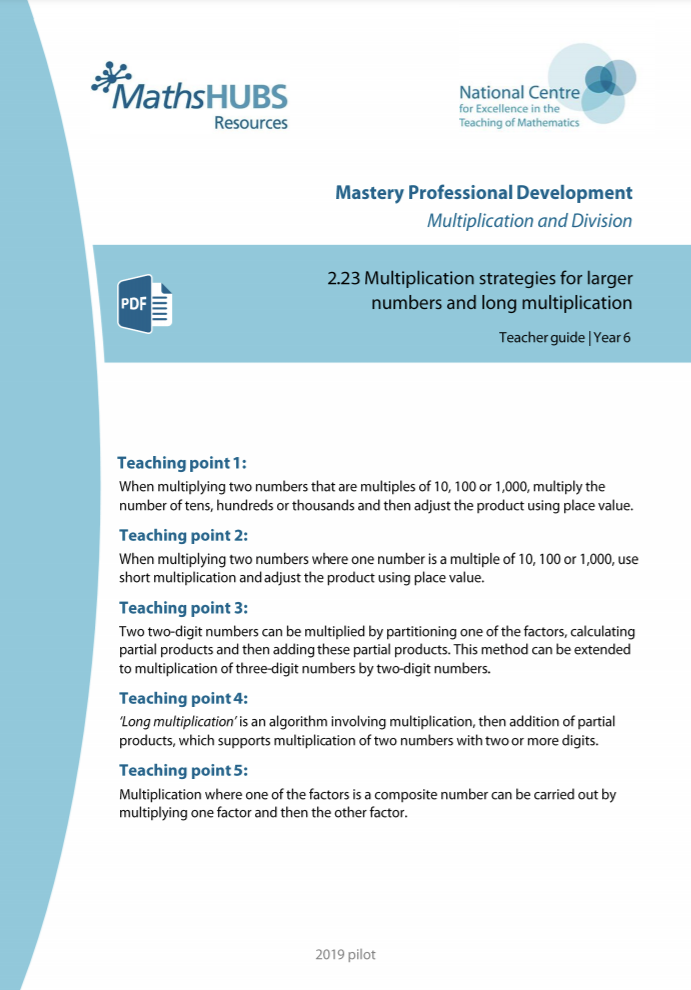 MathsHUBS
Resources
National Centre
for Excellence in the
Teaching of Mathematics
Mastery Professional Development
Multiplication and Division
PDF
2.23 Multiplication strategies for larger
numbers and long multiplication
Teacher guide | Year 6
Teaching point 1:
When multiplying two numbers that are multiples of 10, 100 or 1,000, multiply the
number of tens, hundreds or thousands and then adjust the product using place value.
Teaching point 2:
When multiplying two numbers where one number is a multiple of 10, 100 or 1,000, use
short multiplication and adjust the product using place value.
Teaching point 3:
Two two-digit numbers can be multiplied by partitioning one of the factors, calculating
partial products and then adding these partial products. This method can be extended
to multiplication of three-digit numbers by two-digit numbers.
Teaching point 4:
‘Long multiplication’ is an algorithm involving multiplication, then addition of partial
products, which supports multiplication of two numbers with two or more digits.
Teaching point 5:
Multiplication where one of the factors is a composite number can be carried out by
multiplying one factor and then the other factor.
2019 pilot